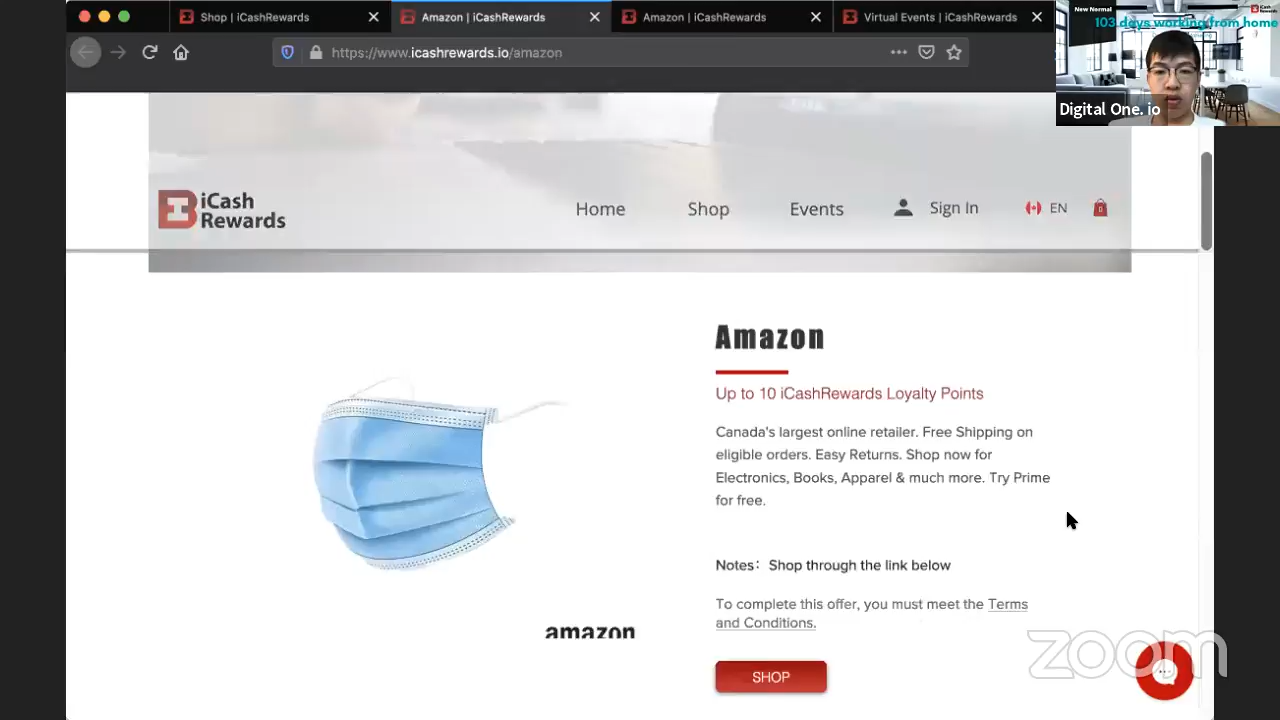 Shop | iCashRewards
Amazon | iCashRewards
Amazon | iCashRewards
Virtual Events | iCashRewards
New Normal
iCash
Rewards
103 days working from home
https://www.icashrewards.io/amazon
Digital One.io
iCash
Rewards
Home
Shop
Events
Sign In
EN
0
Amazon
Up to 10 iCashRewards Loyalty Points
Canada's largest online retailer. Free Shipping on
eligible orders. Easy Returns. Shop now for
Electronics, Books, Apparel & much more. Try Prime
for free.
Notes: Shop through the link below
To complete this offer, you must meet the Terms
and Conditions.
amazon
SHOP
zoom